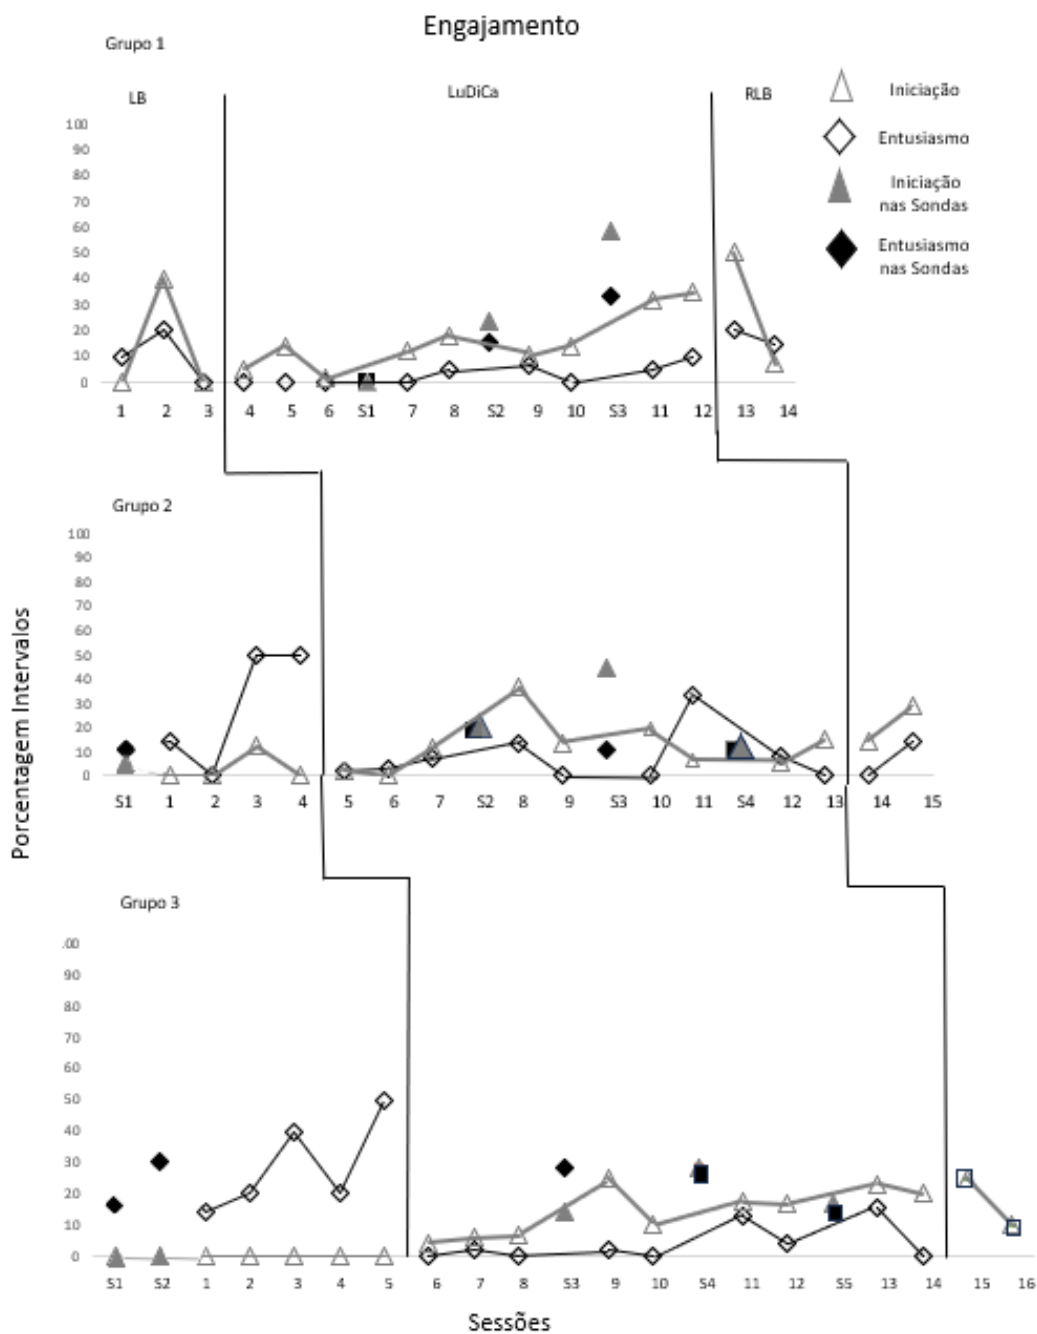 Engajamento
Grupo 1
LB
LuDiCa
RLB
Iniciação
Entusiasmo
Iniciação
nas Sondas
Entusiasmo
nas Sondas
100
90
80
70
60
50
40
30
20
10
0
1 2 3 4 5 6 S1 7 8 S2 9 10 S3 11 12 13 14
Grupo 2
100
90
80
70
60
50
40
30
20
10
0
S1 1 2 3 4 5 6 7 S2 8 9 S3 10 11 S4 12 13 14 15
Porcentagem Intervalos
Grupo 3
.00
90
80
70
60
50
40
30
20
10
0
S1 S2 1 2 3 4 5 6 7 8 S3 9 10 S4 11 12 S5 13 14 15 16
Sessões